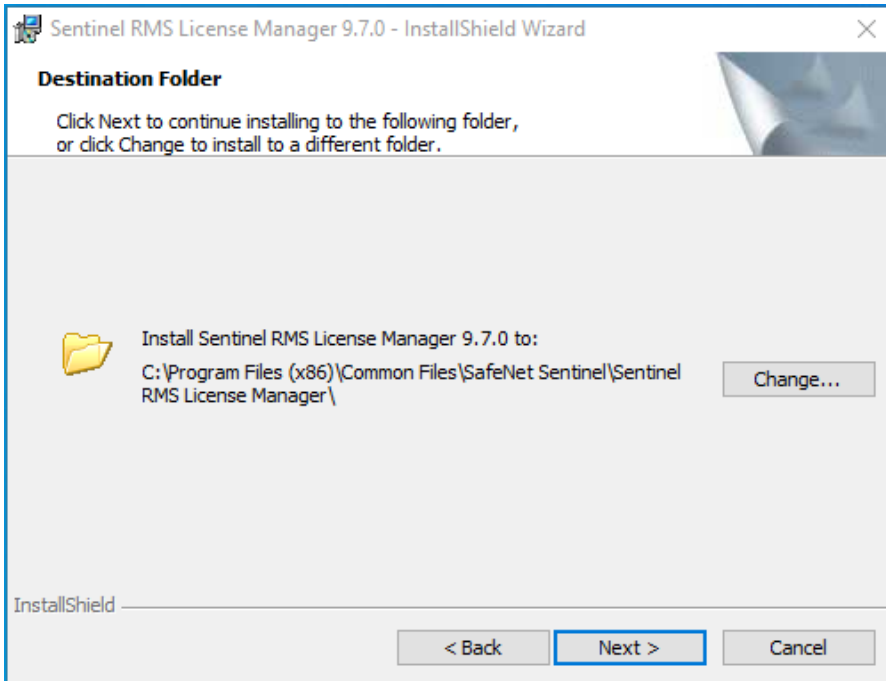 Sentinel RMS License Manager 9.7.0 - InstallShield Wizard
Destination Folder
Click Next to continue installing to the following folder,
or click Change to install to a different folder.
Install Sentinel RMS License Manager 9.7.0 to:
C:\Program Files (x86)\Common Files\SafeNet Sentinel\Sentinel
RMS License Manager\
Change...
InstallShield
< Back
Next >
Cancel